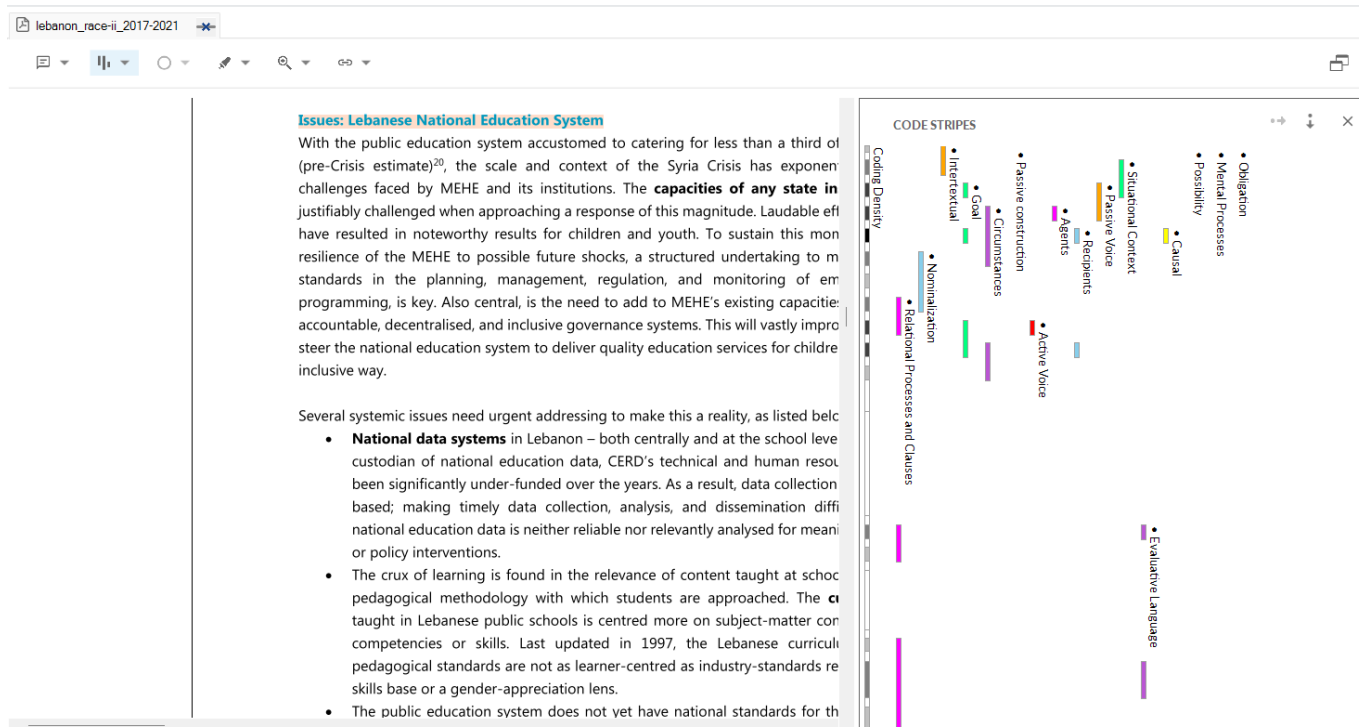 lebanon_race-ii_2017-2021
Issues: Lebanese National Education System
With the public education system accustomed to catering for less than a third of
(pre-Crisis estimate)20, the scale and context of the Syria Crisis has exponen
challenges faced by MEHE and its institutions. The capacities of any state in
justifiably challenged when approaching a response of this magnitude. Laudable eff
have resulted in noteworthy results for children and youth. To sustain this mon
resilience of the MEHE to possible future shocks, a structured undertaking to m
standards in the planning, management, regulation, and monitoring of em
programming, is key. Also central, is the need to add to MEHE's existing capacitie
accountable, decentralised, and inclusive governance systems. This will vastly impro
steer the national education system to deliver quality education services for childre
inclusive way.
Several systemic issues need urgent addressing to make this a reality, as listed belo
• National data systems in Lebanon – both centrally and at the school leve
custodian of national education data, CERD's technical and human resou
been significantly under-funded over the years. As a result, data collection
based; making timely data collection, analysis, and dissemination diffi
national education data is neither reliable nor relevantly analysed for meani
or policy interventions.
• The crux of learning is found in the relevance of content taught at schoo
pedagogical methodology with which students are approached. The cu
taught in Lebanese public schools is centred more on subject-matter con
competencies or skills. Last updated in 1997, the Lebanese curriculu
pedagogical standards are not as learner-centred as industry-standards re
skills base or a gender-appreciation lens.
• The public education system does not yet have national standards for th
CODE STRIPES
Coding Density
• Relational Processes and Clauses
• Nominalization
• Intertextual
• Goal
• Circumstances
• Passive construction
• Active Voice
• Agents
• Recipients
• Passive Voice
• Situational Context
• Evaluative Language
• Causal
• Possibility
• Mental Processes
• Obligation